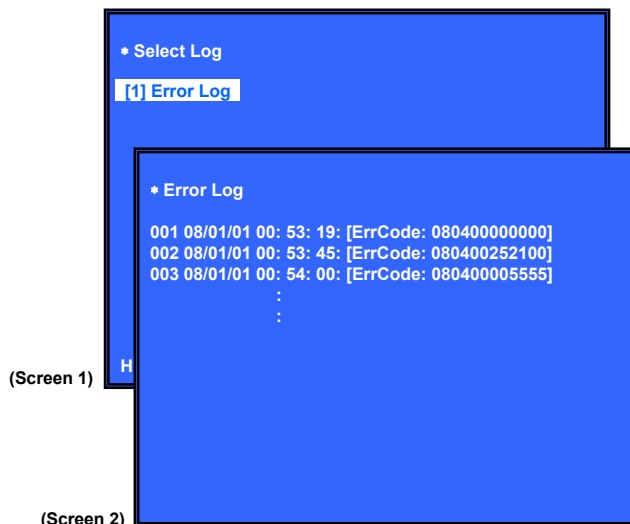 * Select Log
[1] Error Log
H
(Screen 1)
* Error Log
001 08/01/01 00: 53: 19: [ErrCode: 080400000000]
002 08/01/01 00: 53: 45: [ErrCode: 080400252100]
003 08/01/01 00: 54: 00: [ErrCode: 080400005555]
:
:
(Screen 2)